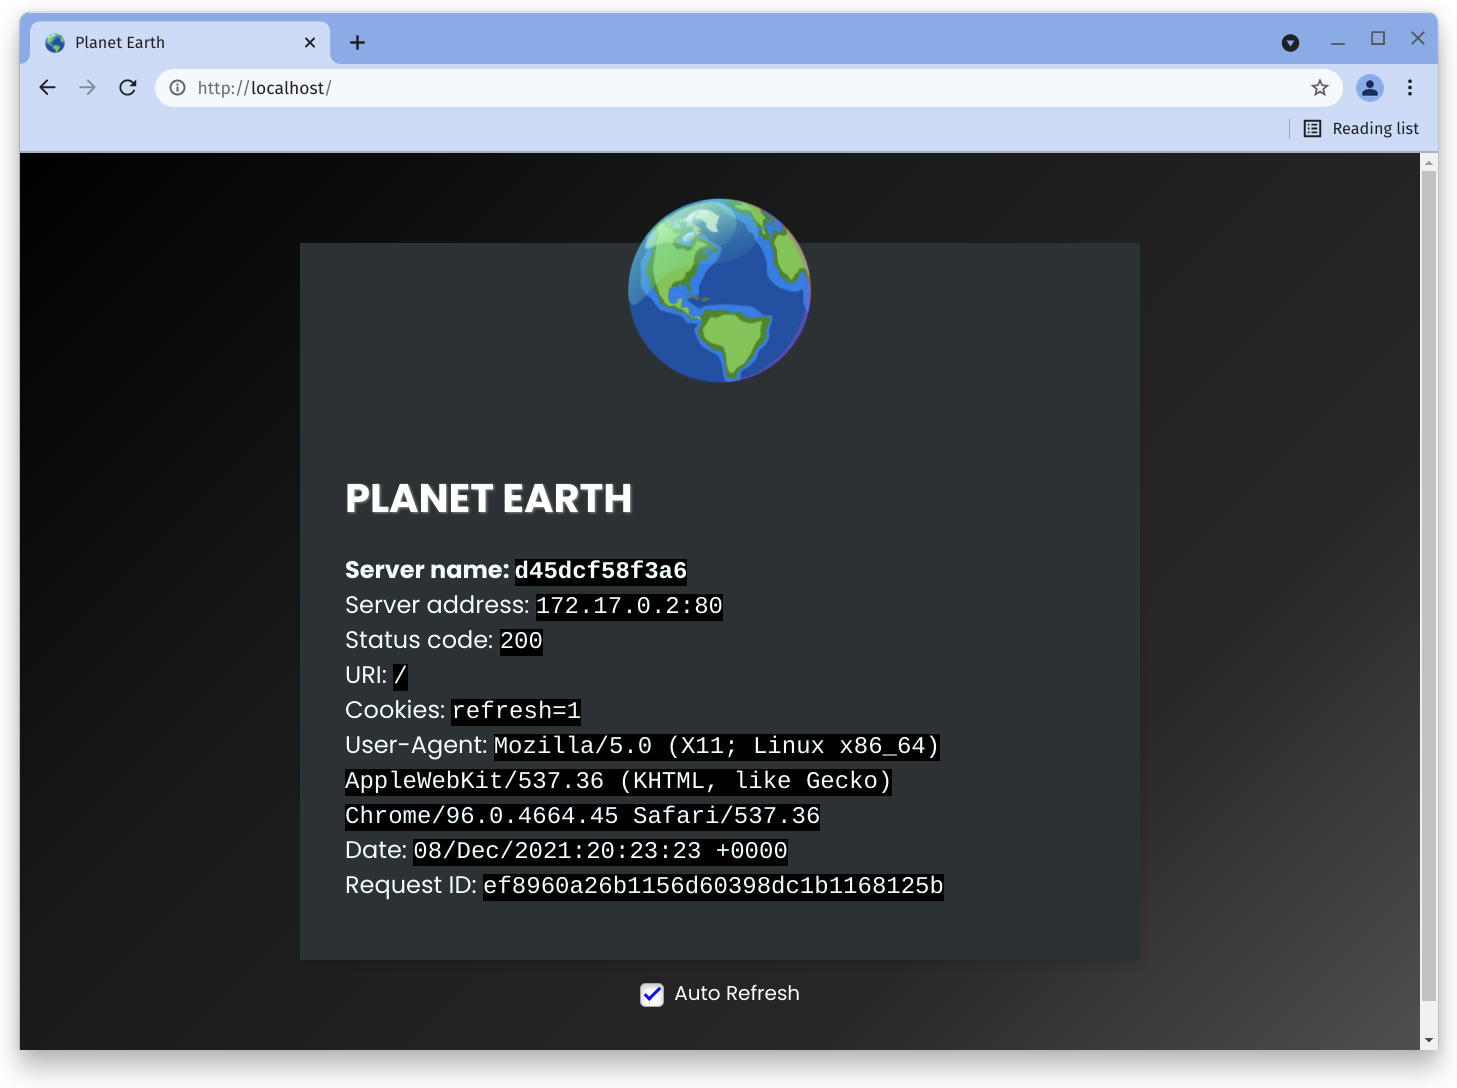 Planet Earth
http://localhost/
Reading list
PLANET EARTH
Server name: d45dcf58f3a6
Server address: 172.17.0.2:80
Status code: 200
URI: /
Cookies: refresh=1
User-Agent: Mozilla/5.0 (X11; Linux x86_64)
AppleWebKit/537.36 (KHTML, like Gecko)
Chrome/96.0.4664.45 Safari/537.36
Date: 08/Dec/2021:20:23:23 +0000
Request ID: ef8960a26b1156d60398dc1b1168125b
Auto Refresh